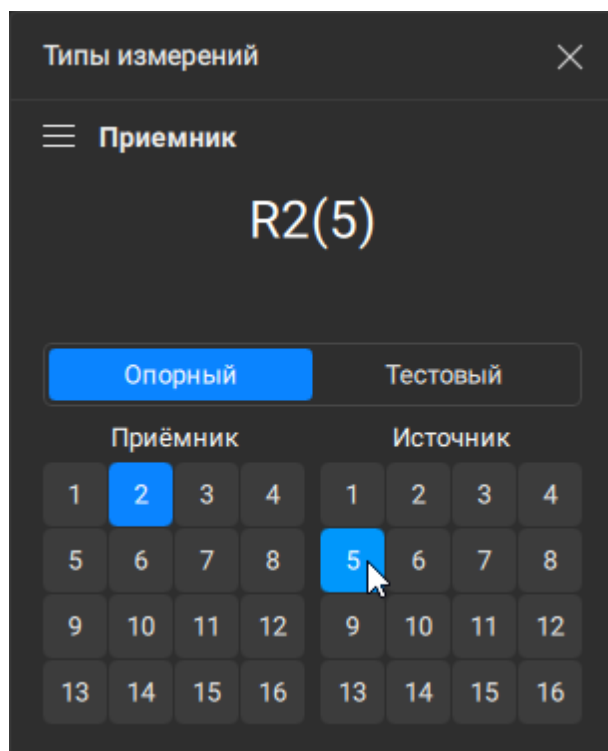 Типы измерений
Приемник
R2(5)
Опорный Тестовый
Приёмник Источник
1 2 3 4 1 2 3 4
5 6 7 8 5 6 7 8
9 10 11 12 9 10 11 12
13 14 15 16 13 14 15 16